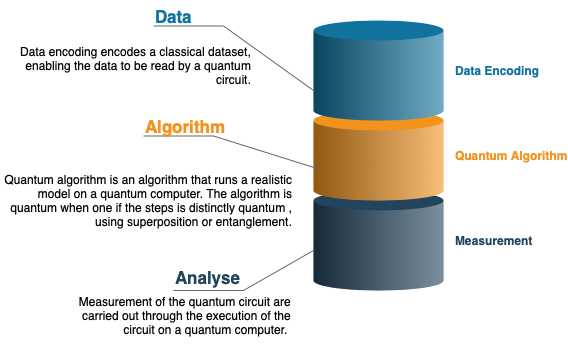 Data
Data encoding encodes a classical dataset,
enabling the data to be read by a quantum
circuit.
Data Encoding
Algorithm
Quantum Algorithm
Quantum algorithm is an algorithm that runs a realistic
model on a quantum computer. The algorithm is
quantum when one if the steps is distinctly quantum ,
using superposition or entanglement.
Measurement
Analyse
Measurement of the quantum circuit are
carried out through the execution of the
circuit on a quantum computer.